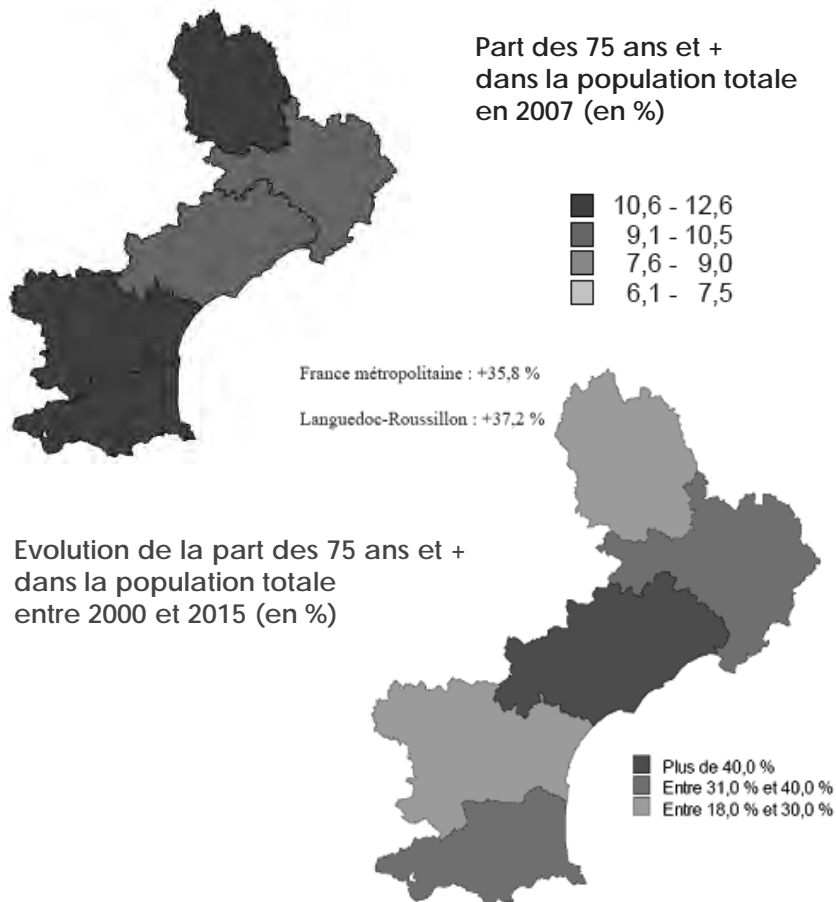 Part des 75 ans et +
dans la population totale
en 2007 (en %)
10,6 - 12,6
9,1 - 10,5
7,6 - 9,0
6,1 - 7,5
France métropolitaine : +35,8 %
Languedoc-Roussillon : +37,2 %
Evolution de la part des 75 ans et +
dans la population totale
entre 2000 et 2015 (en %)
Plus de 40,0 %
Entre 31,0 % et 40,0 %
Entre 18,0 % et 30,0 %